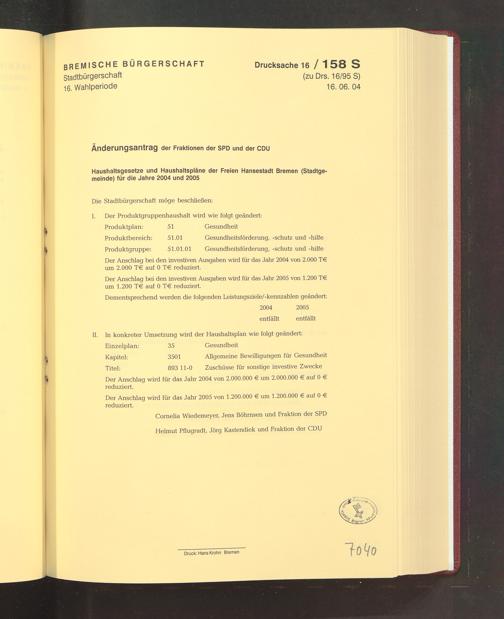 BREMISCHE BÜRGERSCHAFT
Stadtbürgerschaft
16. Wahlperiode
Drucksache 16 / 158 S
(zu Drs. 16/95 S)
16. 06. 04
Änderungsantrag der Fraktionen der SPD und der CDU
Haushaltsgesetze und Haushaltspläne der Freien Hansestadt Bremen (Stadtge-
meinde) für die Jahre 2004 und 2005
Die Stadtbürgerschaft möge beschließen:
I. Der Produktgruppenhaushalt wird wie folgt geändert:
Produktplan: 51 Gesundheit
Produktbereich: 51.01 Gesundheitsförderung, -schutz und -hilfe
Produktgruppe: 51.01.01 Gesundheitsförderung, -schutz und -hilfe
Der Anschlag bei den investiven Ausgaben wird für das Jahr 2004 von 2.000 T€
um 2.000 T€ auf 0 T€ reduziert.
Der Anschlag bei den investiven Ausgaben wird für das Jahr 2005 von 1.200 T€
um 1.200 T€ auf 0 T€ reduziert.
Dementsprechend werden die folgenden Leistungsziele/-kennzahlen geändert:
2004 2005
entfällt entfällt
II. In konkreter Umsetzung wird der Haushaltsplan wie folgt geändert:
Einzelplan: 35 Gesundheit
Kapitel: 3501 Allgemeine Bewilligungen für Gesundheit
Titel: 893 11-0 Zuschüsse für sonstige investive Zwecke
Der Anschlag wird für das Jahr 2004 von 2.000.000 € um 2.000.000 € auf 0 €
reduziert.
Der Anschlag wird für das Jahr 2005 von 1.200.000 € um 1.200.000 € auf 0 €
reduziert.
Cornelia Wiedemeyer, Jens Böhrnsen und Fraktion der SPD
Helmut Pflugradt, Jörg Kastendiek und Fraktion der CDU
Druck: Hans Krohn Bremen
7040